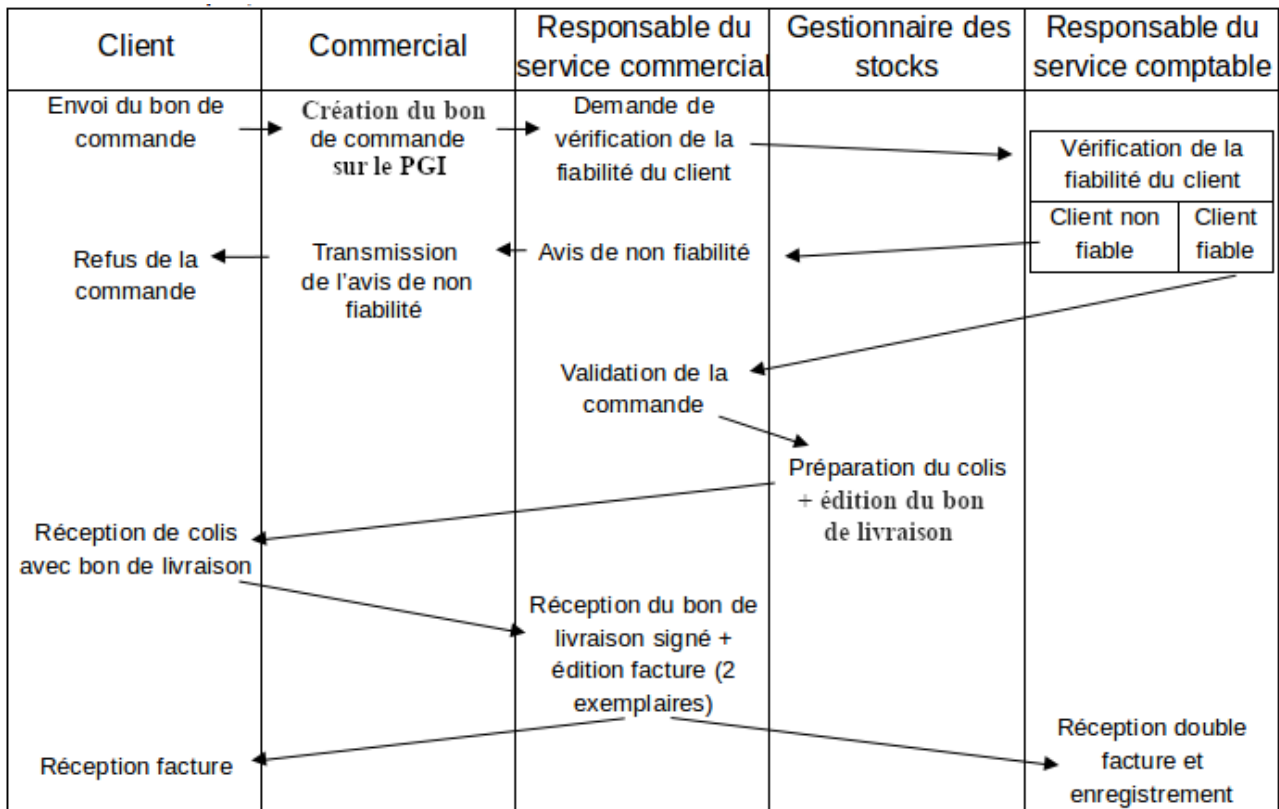 Client
Commercial
Responsable du
service commercial
Gestionnaire des
stocks
Responsable du
service comptable
Envoi du bon de
commande
Création du bon
de commande
sur le PGI
Demande de
vérification de la
fiabilité du client
Vérification de la
fiabilité du client
Client non
fiable
Client
fiable
Avis de non fiabilité
Transmission
de l'avis de non
fiabilité
Refus de la
commande
Validation de la
commande
Préparation du colis
+ édition du bon
de livraison
Réception de colis
avec bon de livraison
Réception du bon de
livraison signé +
édition facture (2
exemplaires)
Réception facture
Réception double
facture et
enregistrement